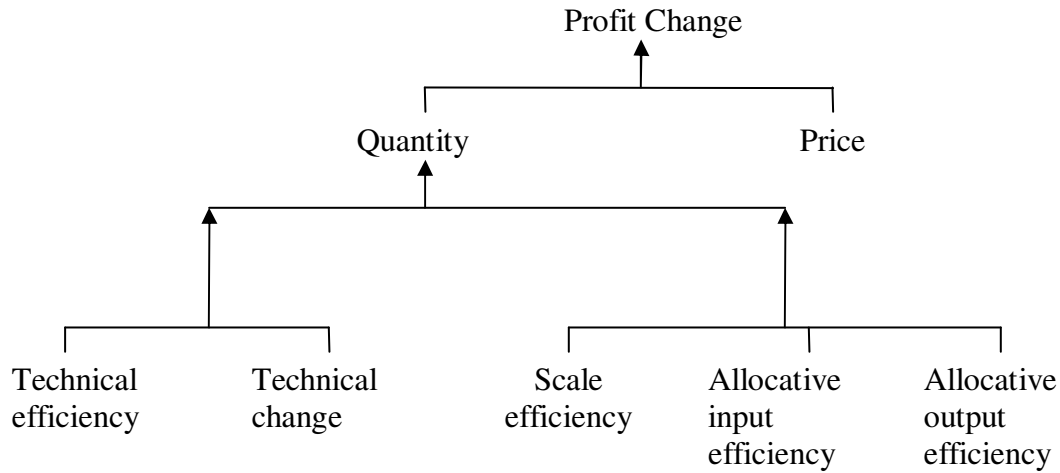 Profit Change
Quantity
Price
Technical
efficiency
Technical
change
Scale
efficiency
Allocative
input
efficiency
Allocative
output
efficiency